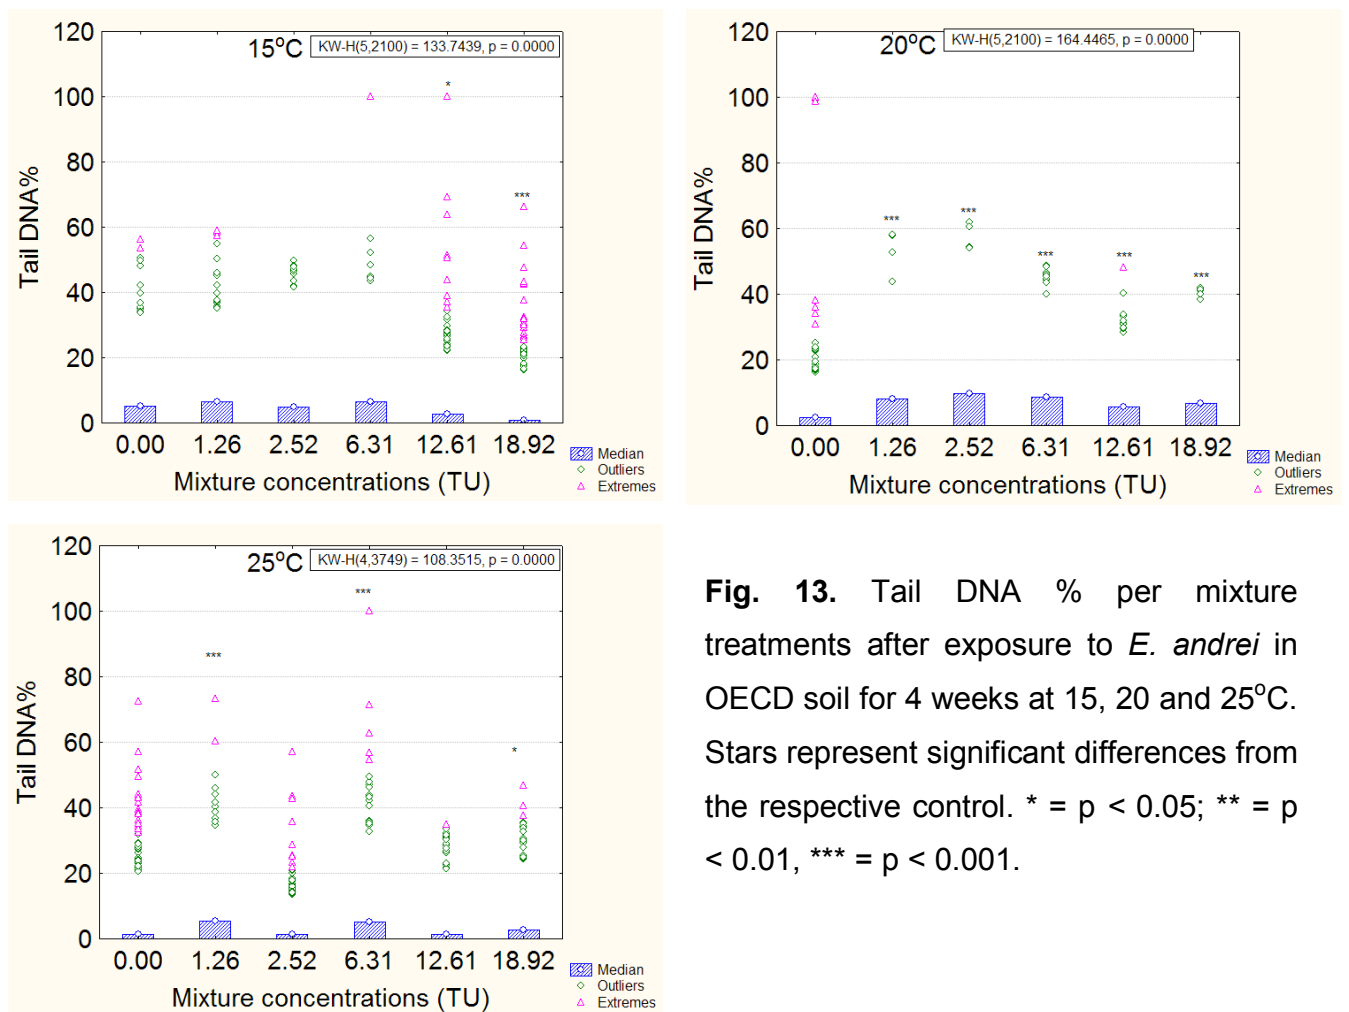 120
100
80
60
40
20
0
Tail DNA%
15°C
KW-H(5,2100) = 133.7439, p = 0.0000
*
***
0.00 1.26 2.52 6.31 12.61 18.92
Mixture concentrations (TU)
Median
Outliers
Extremes
120
100
80
60
40
20
0
Tail DNA%
20°C
KW-H(5,2100) = 164.4465, p = 0.0000
***
***
***
***
***
0.00 1.26 2.52 6.31 12.61 18.92
Mixture concentrations (TU)
Median
Outliers
Extremes
120
100
80
60
40
20
0
Tail DNA%
25°C
KW-H(4,3749) = 108.3515, p = 0.0000
***
***
*
0.00 1.26 2.52 6.31 12.61 18.92
Mixture concentrations (TU)
Median
Outliers
Extremes
Fig. 13. Tail DNA % per mixture
treatments after exposure to E. andrei in
OECD soil for 4 weeks at 15, 20 and 25°C.
Stars represent significant differences from
the respective control. * = p < 0.05; ** = p
< 0.01, *** = p < 0.001.